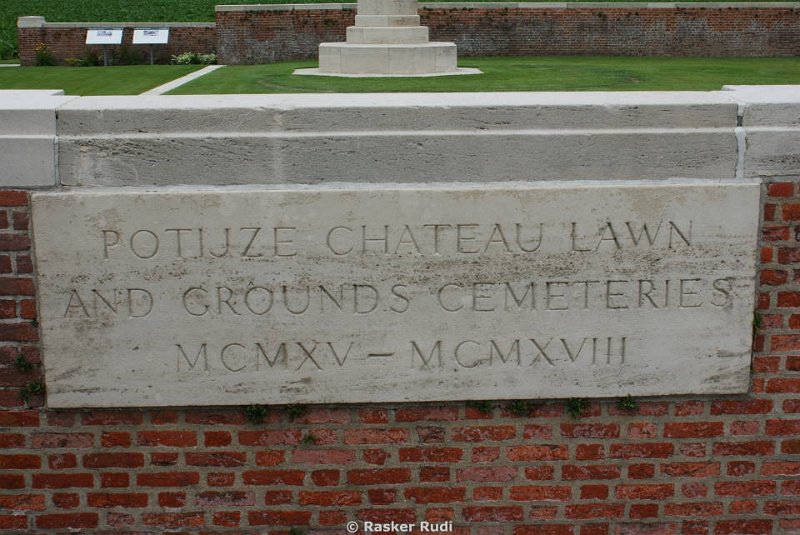 POTIJZE CHATEAU LAWN
AND GROUNDS CEMETERIES
MCMXV – MCMXVIII
© Rasker Rudi